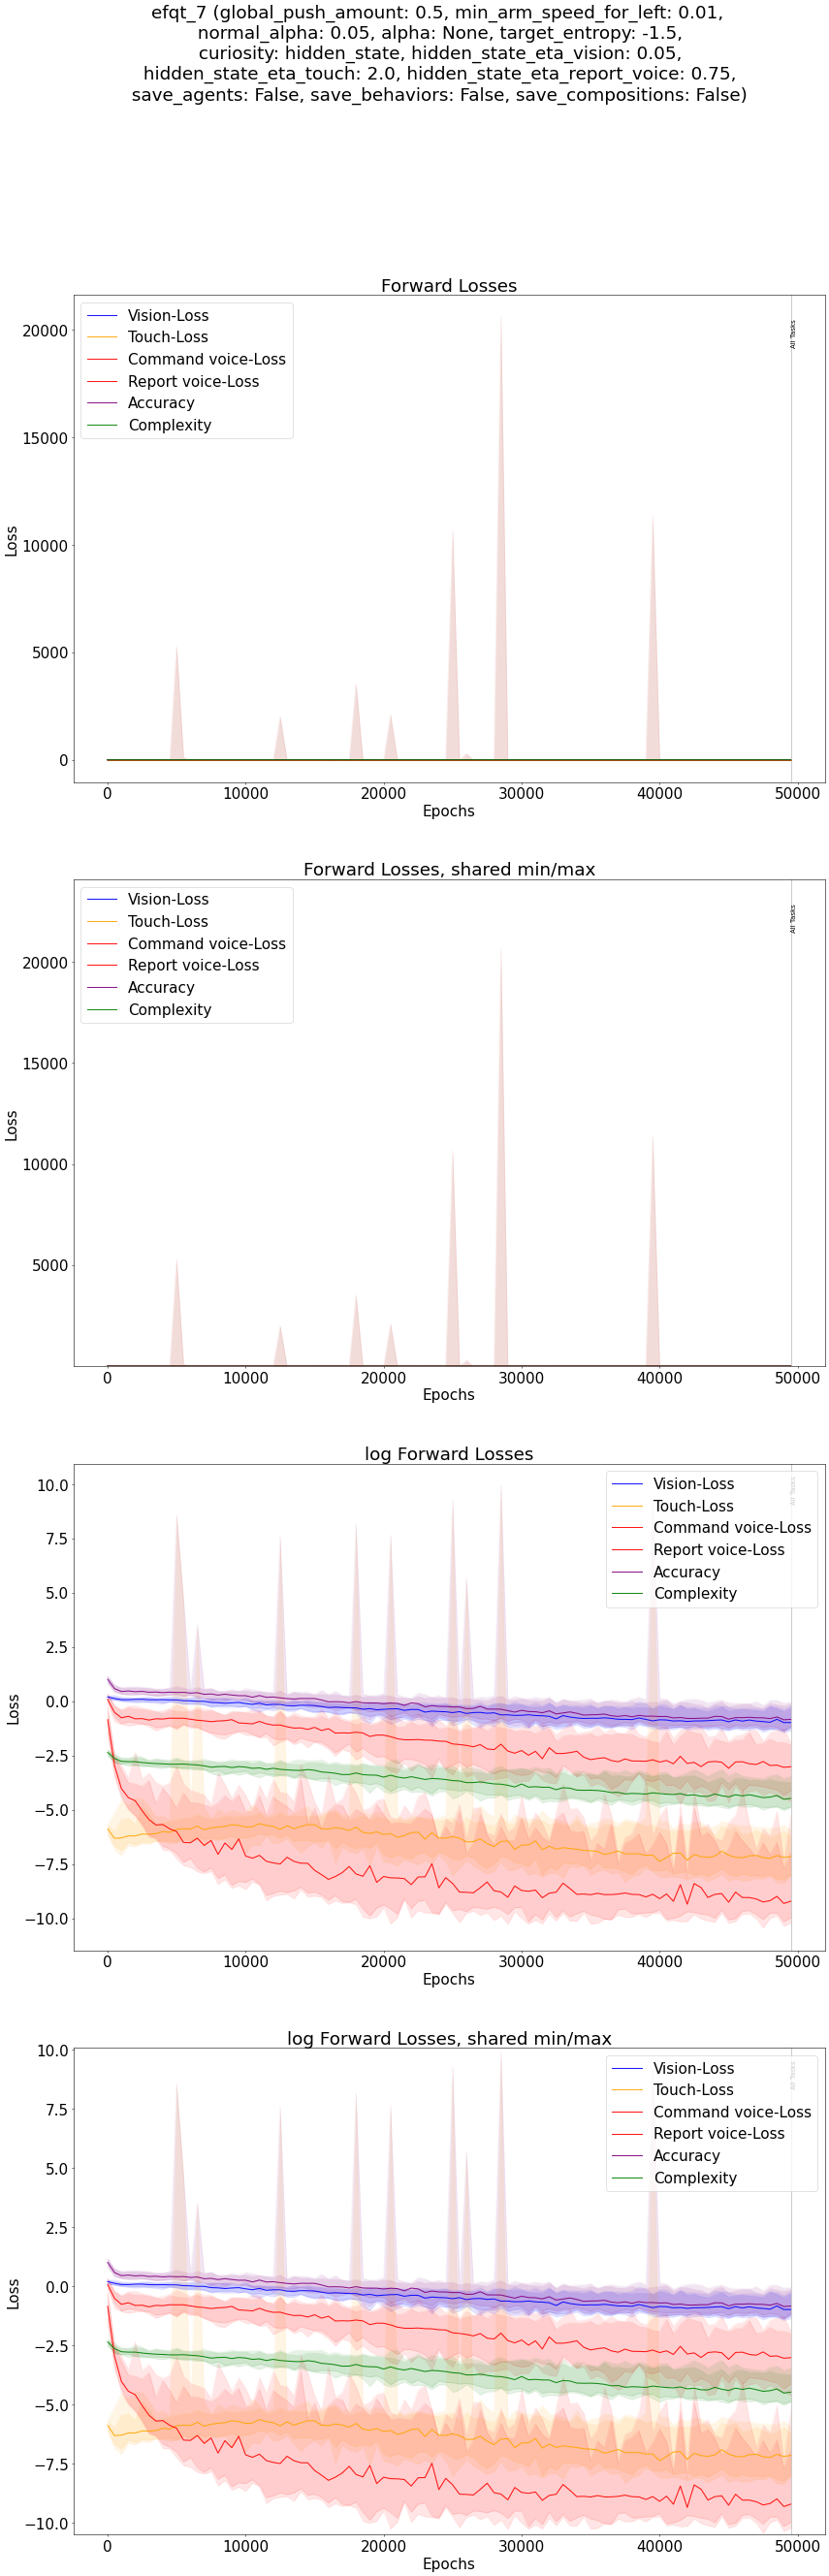 efqt_7 (global_push_amount: 0.5, min_arm_speed_for_left: 0.01,
normal_alpha: 0.05, alpha: None, target_entropy: -1.5,
curiosity: hidden_state, hidden_state_eta_vision: 0.05,
hidden_state_eta_touch: 2.0, hidden_state_eta_report_voice: 0.75,
save_agents: False, save_behaviors: False, save_compositions: False)
Forward Losses
Vision-Loss
Touch-Loss
Command voice-Loss
Report voice-Loss
Accuracy
Complexity
All Tasks
20000
15000
10000
5000
0
Loss
0 10000 20000 30000 40000 50000
Epochs
Forward Losses, shared min/max
Vision-Loss
Touch-Loss
Command voice-Loss
Report voice-Loss
Accuracy
Complexity
All Tasks
20000
15000
10000
5000
Loss
0 10000 20000 30000 40000 50000
Epochs
log Forward Losses
Vision-Loss
Touch-Loss
Command voice-Loss
Report voice-Loss
Accuracy
Complexity
All Tasks
10.0
7.5
5.0
2.5
0.0
−2.5
−5.0
−7.5
−10.0
Loss
0 10000 20000 30000 40000 50000
Epochs
log Forward Losses, shared min/max
Vision-Loss
Touch-Loss
Command voice-Loss
Report voice-Loss
Accuracy
Complexity
All Tasks
10.0
7.5
5.0
2.5
0.0
−2.5
−5.0
−7.5
−10.0
Loss
0 10000 20000 30000 40000 50000
Epochs